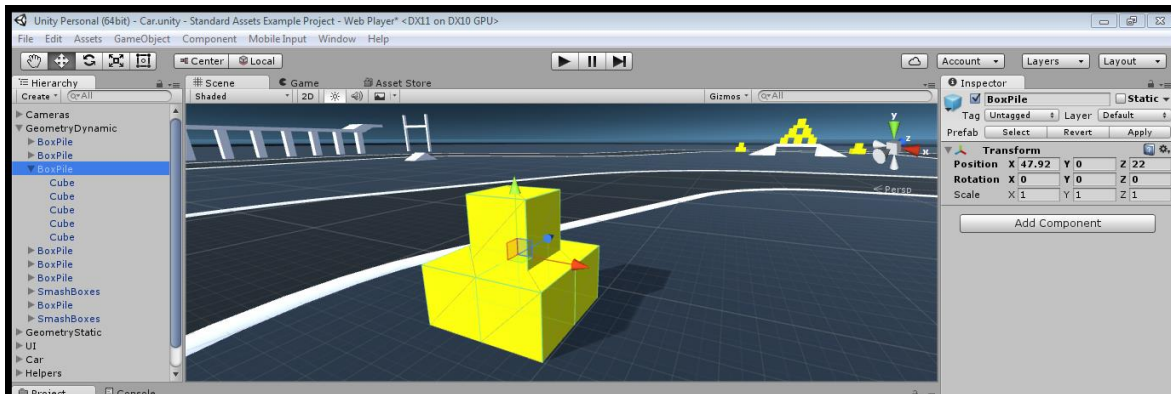 Unity Personal (64bit) - Car.unity - Standard Assets Example Project - Web Player* <DX11 on DX10 GPU>
File Edit Assets GameObject Component Mobile Input Window Help
Center Local Account Layers Layout
Hierarchy
Create All
Cameras
GeometryDynamic
BoxPile
BoxPile
BoxPile
Cube
Cube
Cube
Cube
Cube
BoxPile
BoxPile
BoxPile
SmashBoxes
BoxPile
SmashBoxes
GeometryStatic
UI
Car
Helpers
Scene Game Asset Store
Shaded 2D Gizmos All
y
z
x
Persp
Inspector
BoxPile Static
Tag Untagged Layer Default
Prefab Select Revert Apply
Transform
Position X 47.92 Y 0 Z 22
Rotation X 0 Y 0 Z 0
Scale X 1 Y 1 Z 1
Add Component
Project Console